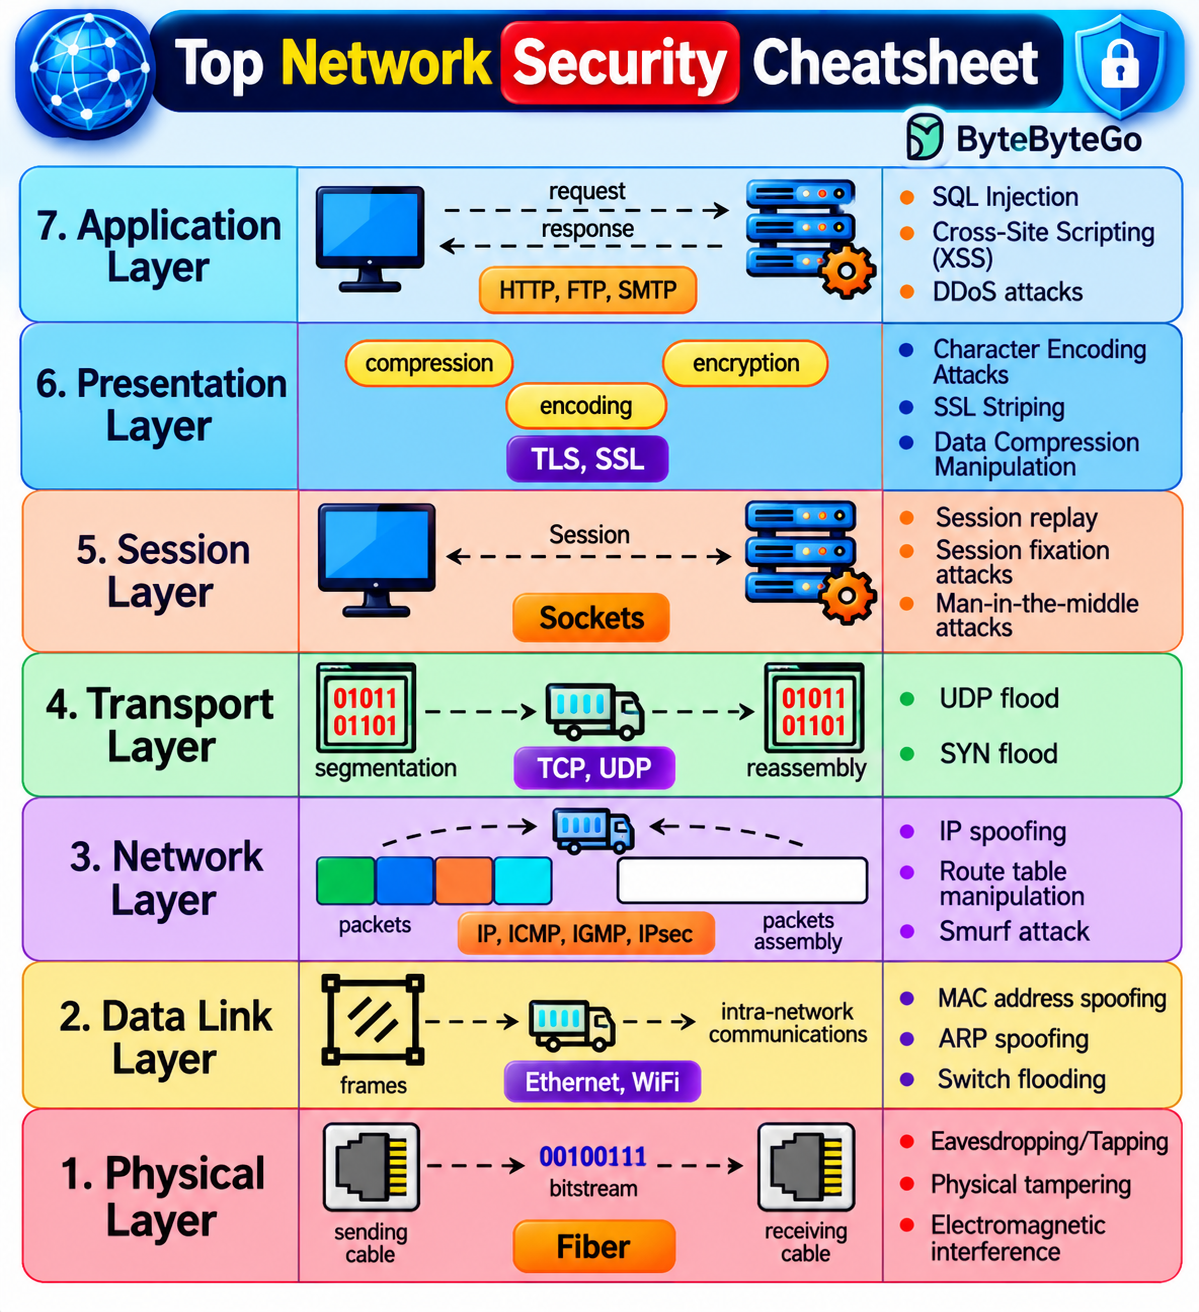 Top Network Security Cheatsheet
ByteByteGo
7. Application
Layer
request
response
HTTP, FTP, SMTP
SQL Injection
Cross-Site Scripting
(XSS)
DDoS attacks
6. Presentation
Layer
compression
encryption
encoding
TLS, SSL
Character Encoding
Attacks
SSL Striping
Data Compression
Manipulation
5. Session
Layer
Session
Sockets
Session replay
Session fixation
attacks
Man-in-the-middle
attacks
4. Transport
Layer
01011
01101
segmentation
TCP, UDP
01011
01101
reassembly
UDP flood
SYN flood
3. Network
Layer
packets
IP, ICMP, IGMP, IPsec
packets
assembly
IP spoofing
Route table
manipulation
Smurf attack
2. Data Link
Layer
frames
Ethernet, WiFi
intra-network
communications
MAC address spoofing
ARP spoofing
Switch flooding
1. Physical
Layer
sending
cable
00100111
bitstream
Fiber
receiving
cable
Eavesdropping/Tapping
Physical tampering
Electromagnetic
interference